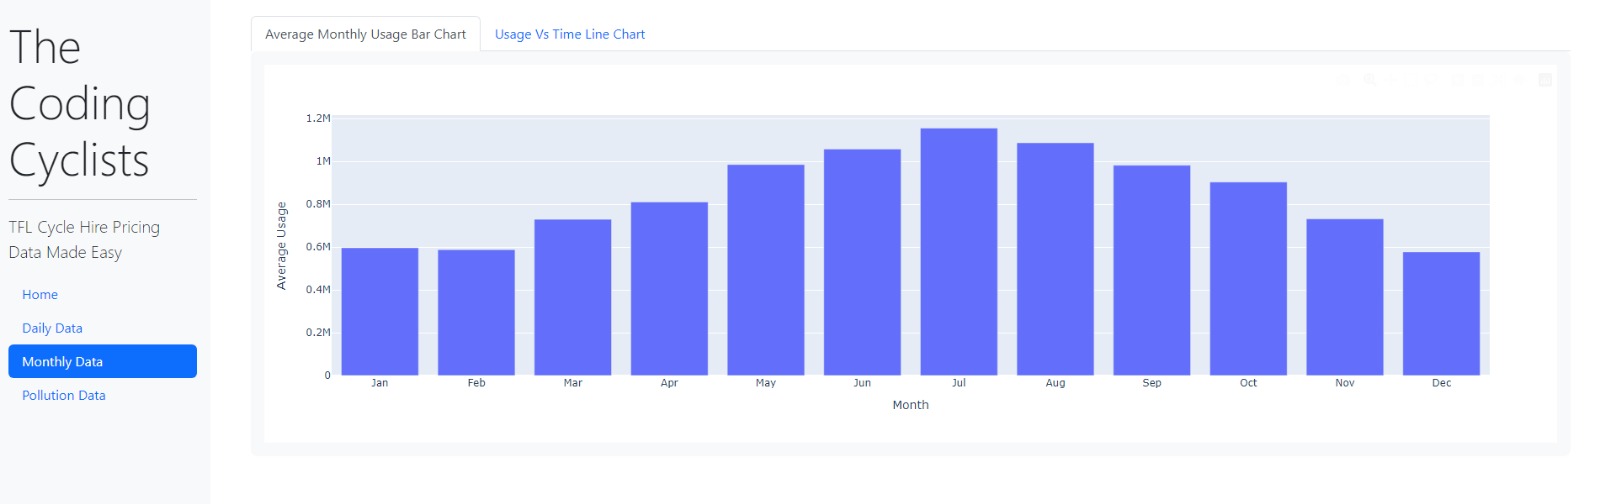 The
Coding
Cyclists
TFL Cycle Hire Pricing
Data Made Easy
Home
Daily Data
Monthly Data
Pollution Data
Average Monthly Usage Bar Chart
Usage Vs Time Line Chart
1.2M
1M
0.8M
0.6M
0.4M
0.2M
0
Average Usage
Jan Feb Mar Apr May Jun Jul Aug Sep Oct Nov Dec
Month